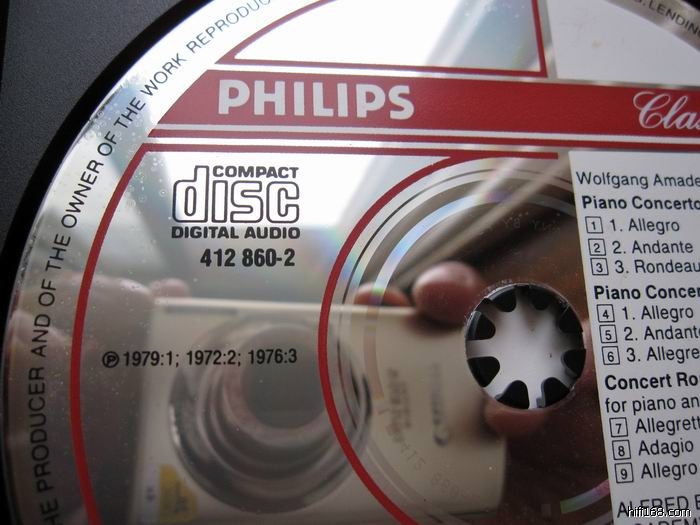 THE PRODUCER AND OF THE OWNER OF THE WORK REPRODU
LENDING
PHILIPS
Clas
COMPACT
disc
DIGITAL AUDIO
412 860-2
℗ 1979:1; 1972:2; 1976:3
Wolfgang Amade
Piano Concerto
1 1. Allegro
2 2. Andante
3 3. Rondeau
Piano Concer
4 1. Allegro
5 2. Andant
6 3. Allegre
Concert Ro
for piano an
7 Allegrett
8 Adagio
9 Allegro
ALFRED B
hifi168.com